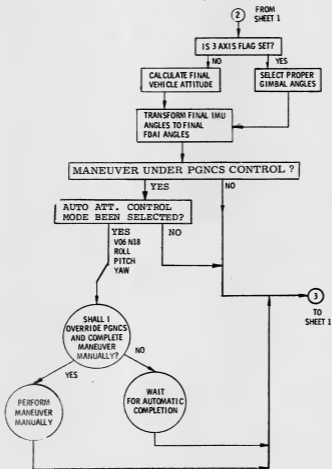 FROM
2
SHEET 1
IS 3 AXIS FLAG SET?
NO
YES
CALCULATE FINAL
VEHICLE ATTITUDE
SELECT PROPER
GIMBAL ANGLES
TRANSFORM FINAL IMU
ANGLES TO FINAL
FDAI ANGLES
MANEUVER UNDER PGNCS CONTROL ?
YES
NO
AUTO ATT. CONTROL
MODE BEEN SELECTED?
YES
NO
V06 N18
ROLL
PITCH
YAW
3
TO
SHEET 1
SHALL I
OVERRIDE PGNCS
AND COMPLETE
MANEUVER
MANUALLY?
YES
NO
PERFORM
MANEUVER
MANUALLY
WAIT
FOR AUTOMATIC
COMPLETION